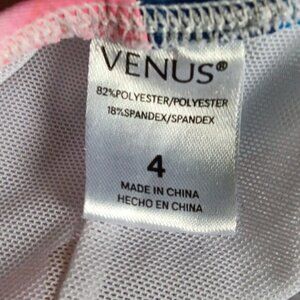 VENUS®
82%POLYESTER/POLYESTER
18%SPANDEX/SPANDEX
4
MADE IN CHINA
HECHO EN CHINA